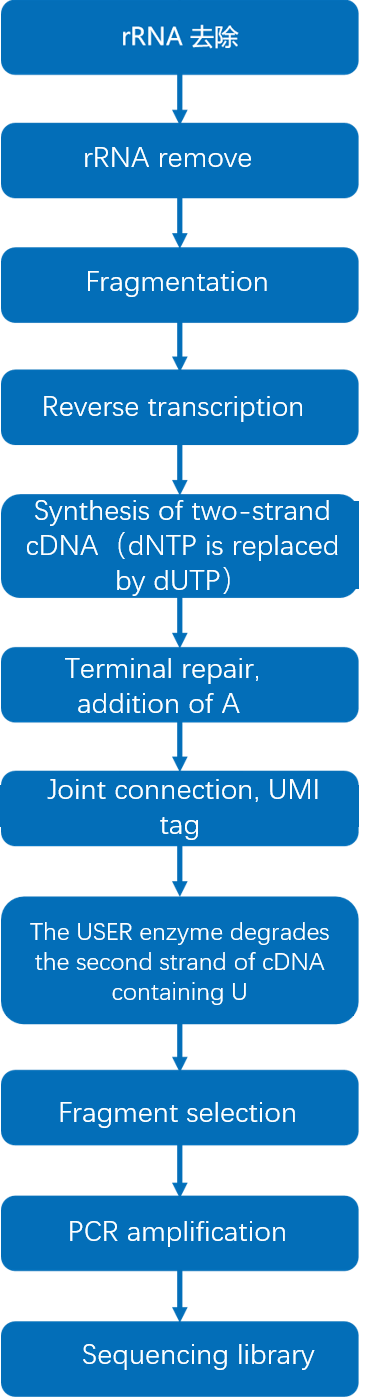 rRNA 去除
rRNA remove
Fragmentation
Reverse transcription
Synthesis of two-strand
cDNA（dNTP is replaced
by dUTP）
Terminal repair,
addition of A
Joint connection, UMI
tag
The USER enzyme degrades
the second strand of cDNA
containing U
Fragment selection
PCR amplification
Sequencing library